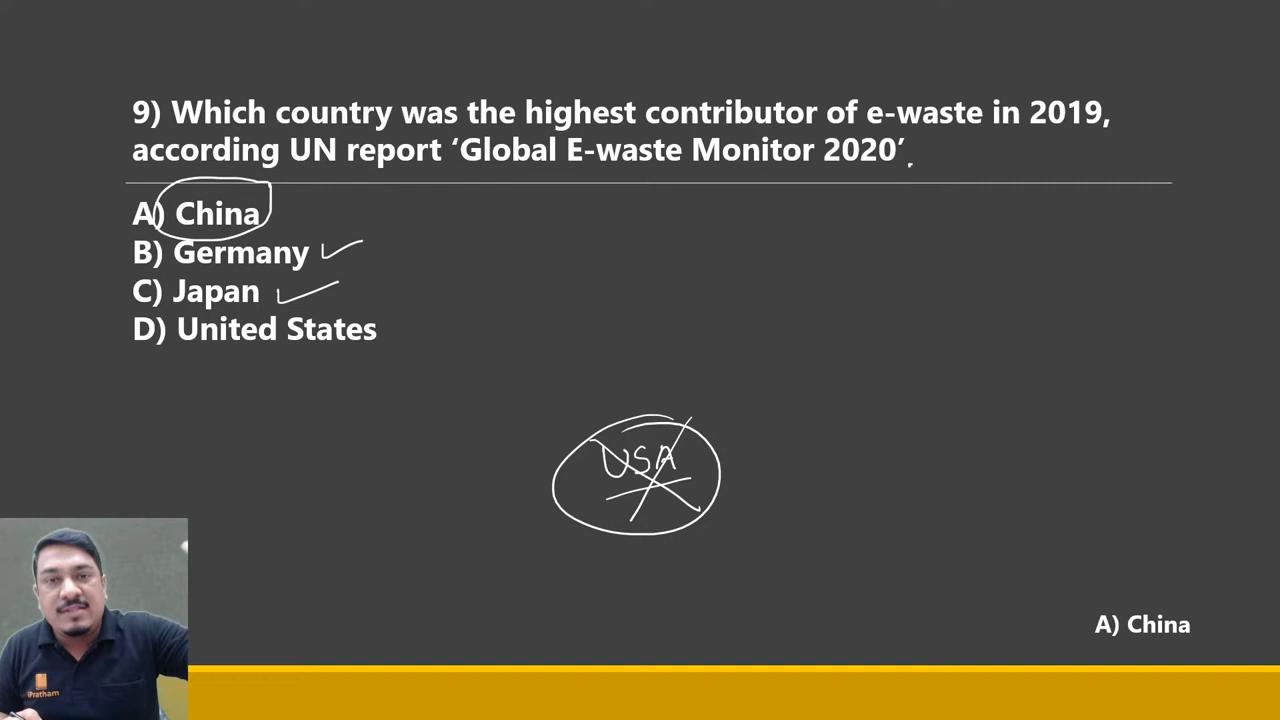 9) Which country was the highest contributor of e-waste in 2019,
according UN report ‘Global E-waste Monitor 2020’.
A) China
B) Germany
C) Japan
D) United States
USA
A) China
Pratham